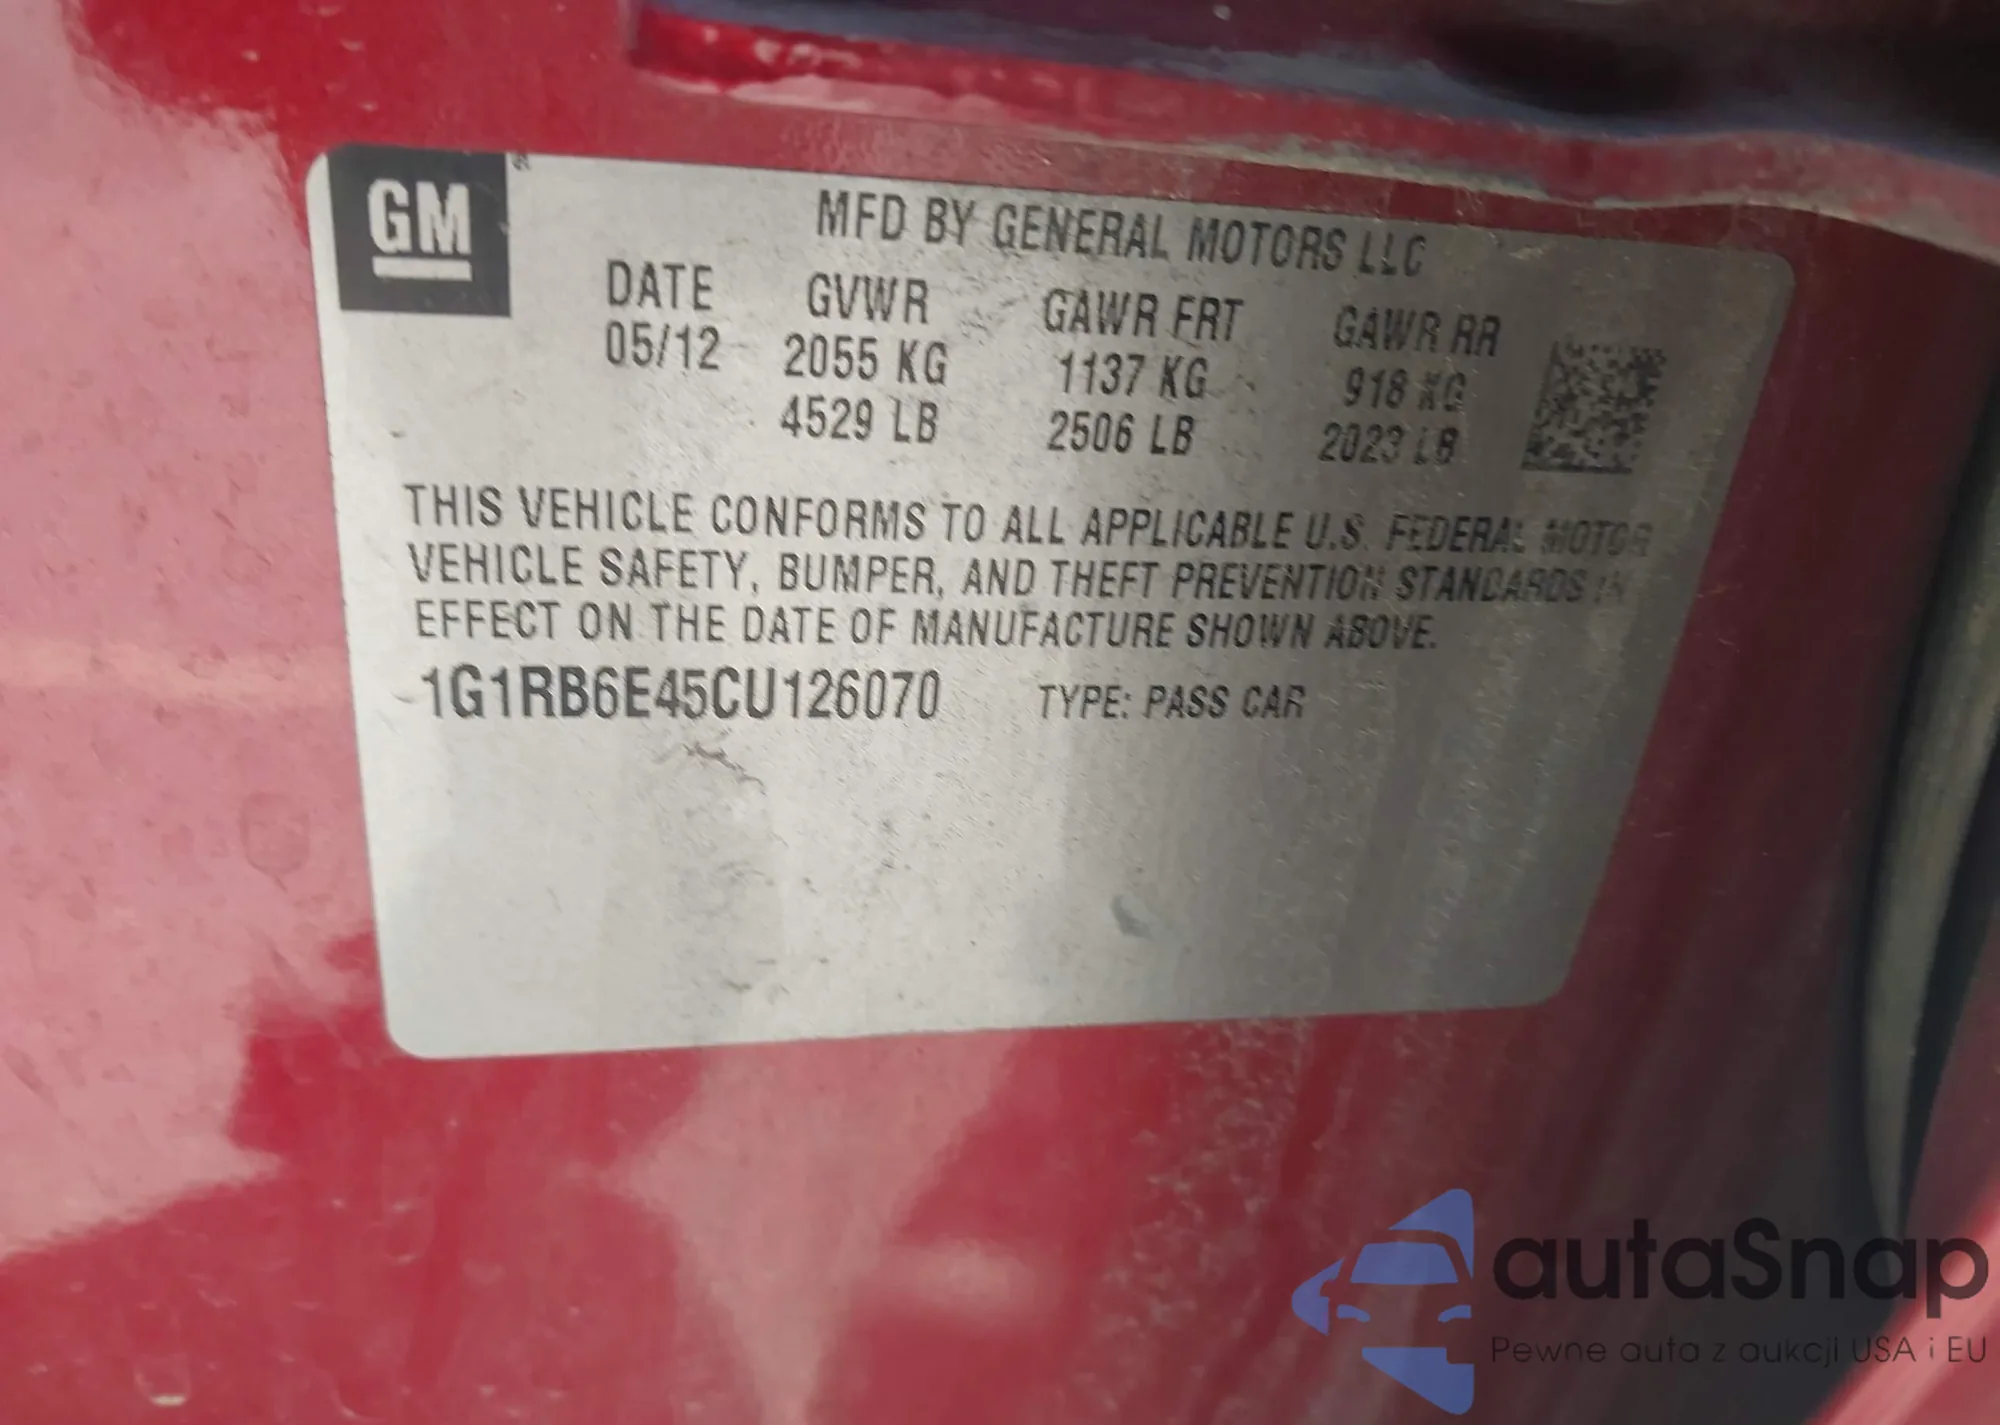 GM
MFD BY GENERAL MOTORS LLC
DATE GVWR GAWR FRT GAWR RR
05/12 2055 KG 1137 KG 918 KG
4529 LB 2506 LB 2023 LB
THIS VEHICLE CONFORMS TO ALL APPLICABLE U.S. FEDERAL MOTOR
VEHICLE SAFETY, BUMPER, AND THEFT PREVENTION STANDARDS IN
EFFECT ON THE DATE OF MANUFACTURE SHOWN ABOVE.
1G1RB6E45CU126070 TYPE: PASS CAR
autaSnap
Pewne auta z aukcji USA i EU